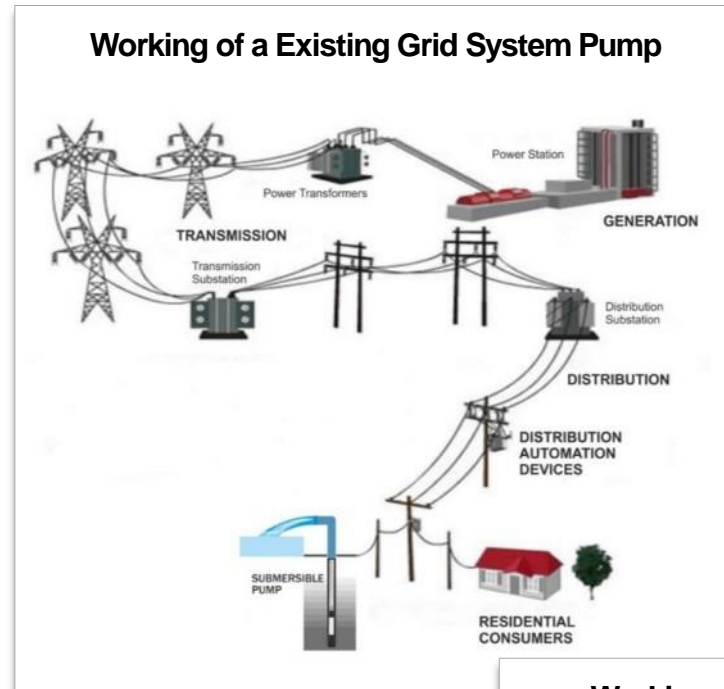 Working of a Existing Grid System Pump
Power Station
Power Transformers
GENERATION
TRANSMISSION
Transmission
Substation
Distribution
Substation
DISTRIBUTION
DISTRIBUTION
AUTOMATION
DEVICES
SUBMERSIBLE
PUMP
RESIDENTIAL
CONSUMERS